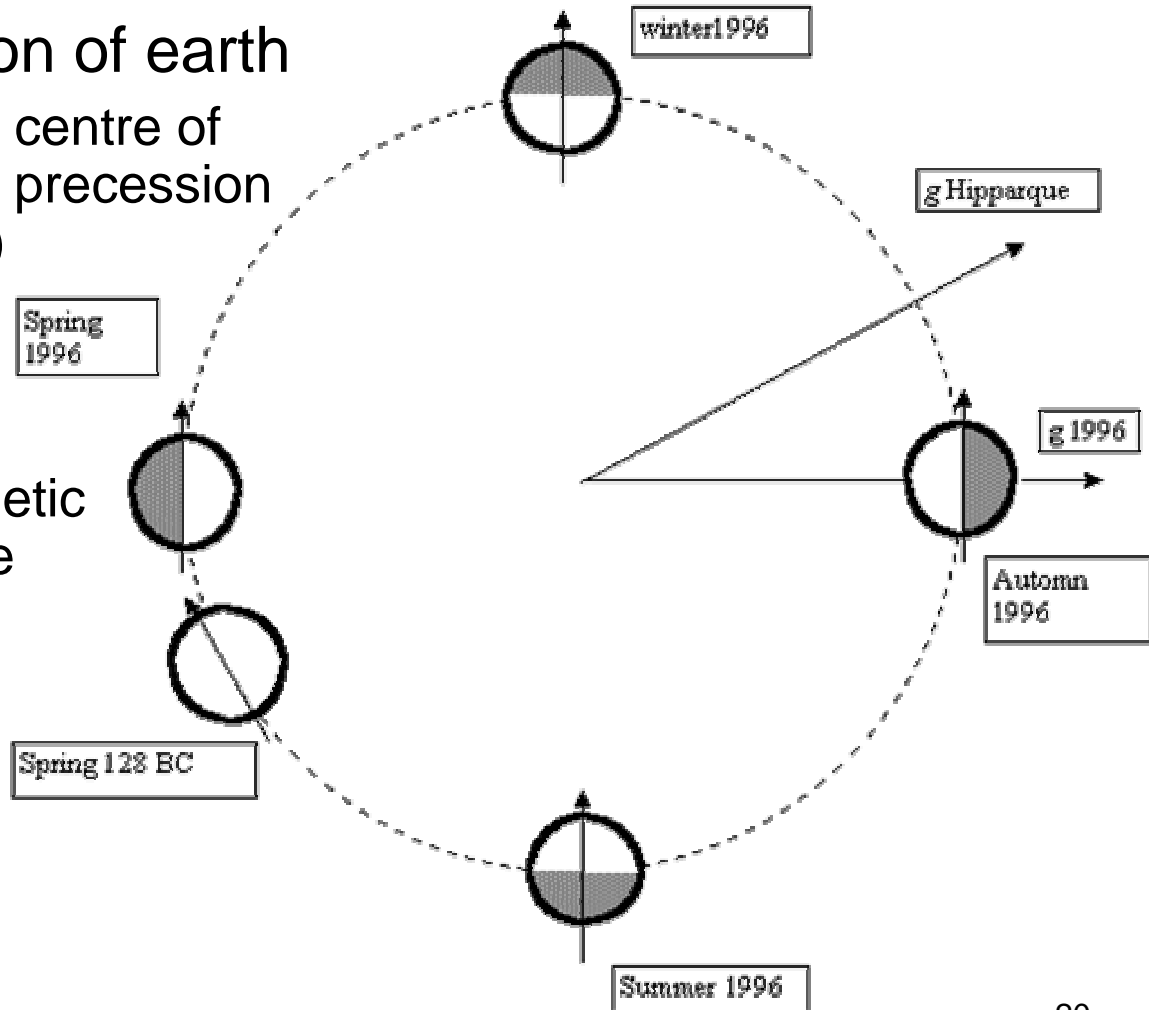 on of earth
centre of
precession
)
etic
e
winter1996
g Hipparque
Spring
1996
g 1996
Automn
1996
Spring 128 BC
Summer 1996